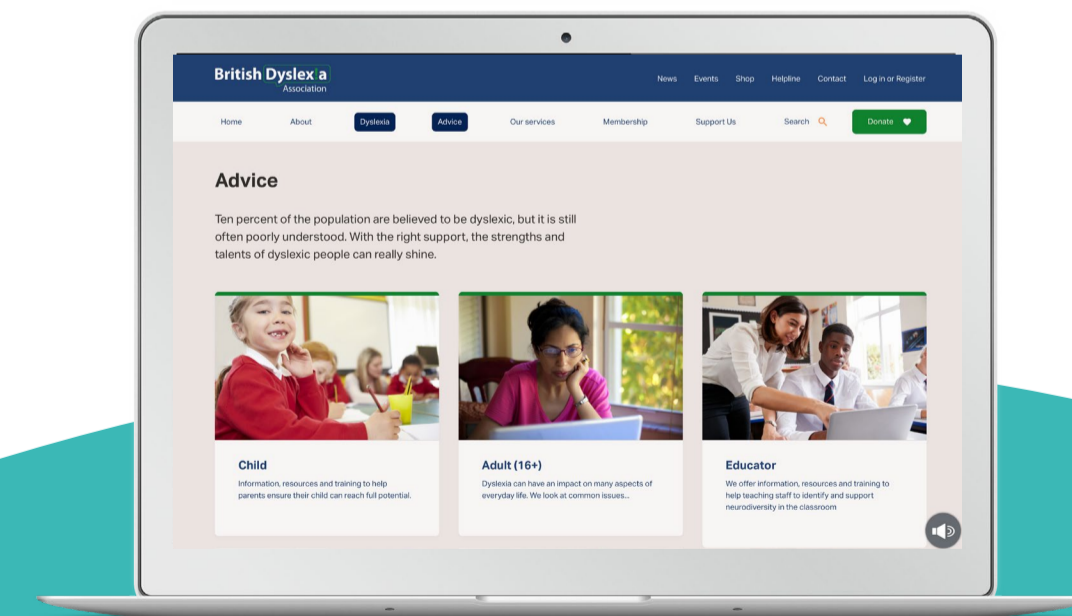 British Dyslexia
Association
News Events Shop Helpline Contact Log in or Register
Home About Dyslexia Advice Our services Membership Support Us Search Donate
Advice
Ten percent of the population are believed to be dyslexic, but it is still
often poorly understood. With the right support, the strengths and
talents of dyslexic people can really shine.
Child
Information, resources and training to help
parents ensure their child can reach full potential.
Adult (16+)
Dyslexia can have an impact on many aspects of
everyday life. We look at common issues...
Educator
We offer information, resources and training to
help teaching staff to identify and support
neurodiversity in the classroom